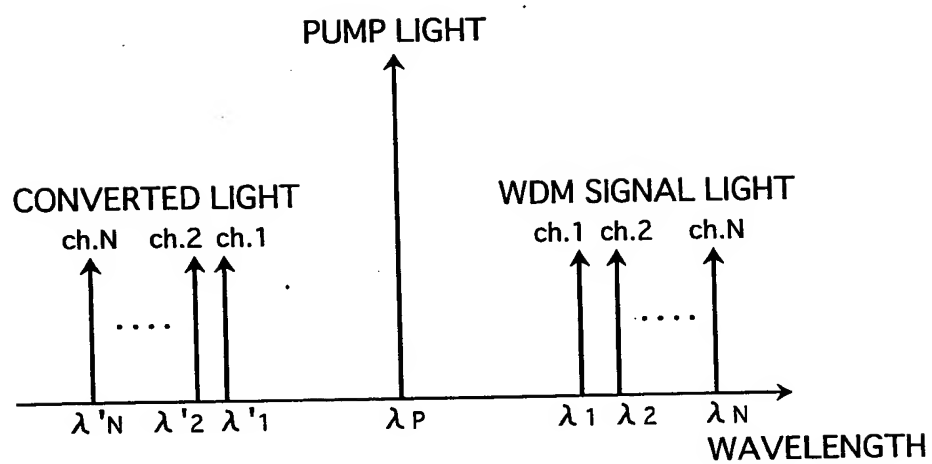 PUMP LIGHT
CONVERTED LIGHT
WDM SIGNAL LIGHT
ch.N ch.2 ch.1
ch.1 ch.2 ch.N
....
....
λ'N λ'2 λ'1 λP λ1 λ2 λN
WAVELENGTH